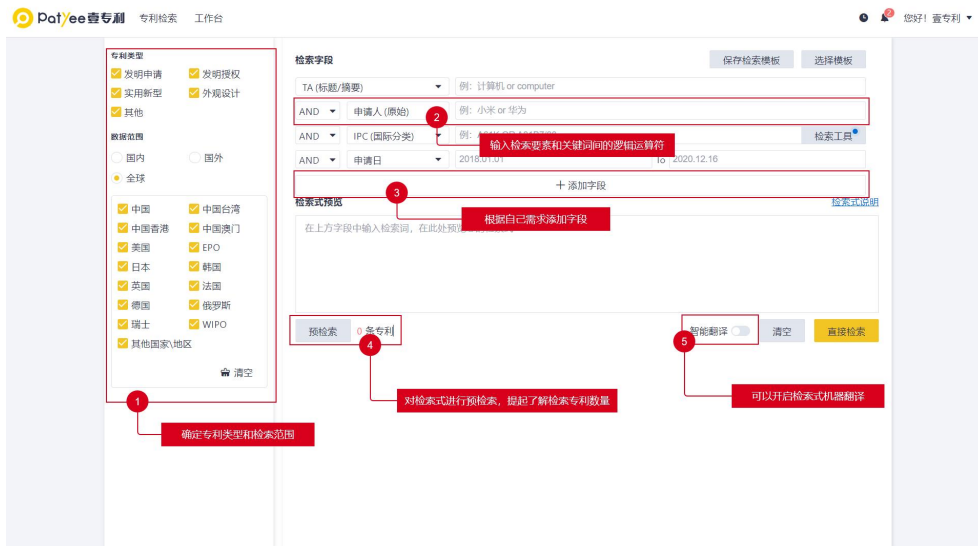 Patyee壹专利 专利检索 工作台 2 您好！壹专利
专利类型
发明申请 发明授权
实用新型 外观设计
其他
数据范围
国内 国外
全球
中国 中国台湾
中国香港 中国澳门
美国 EPO
日本 韩国
英国 法国
德国 俄罗斯
瑞士 WIPO
其他国家\地区
清空
1
确定专利类型和检索范围
检索字段 保存检索模板 选择模板
TA (标题/摘要) 例：计算机 or computer
AND 申请人 (原始) 例：小米 or 华为
2
AND IPC (国际分类) 例： 检索工具
输入检索要素和关键词间的逻辑运算符
AND 申请日 2018.01.01 To 2020.12.16
+ 添加字段
3
检索式预览 检索式说明
根据自己需求添加字段
在上方字段中输入检索词，在此处预览
预检索 0 条专利 智能翻译 清空 直接检索
4
5
对检索式进行预检索，提起了解检索专利数量
可以开启检索式机器翻译